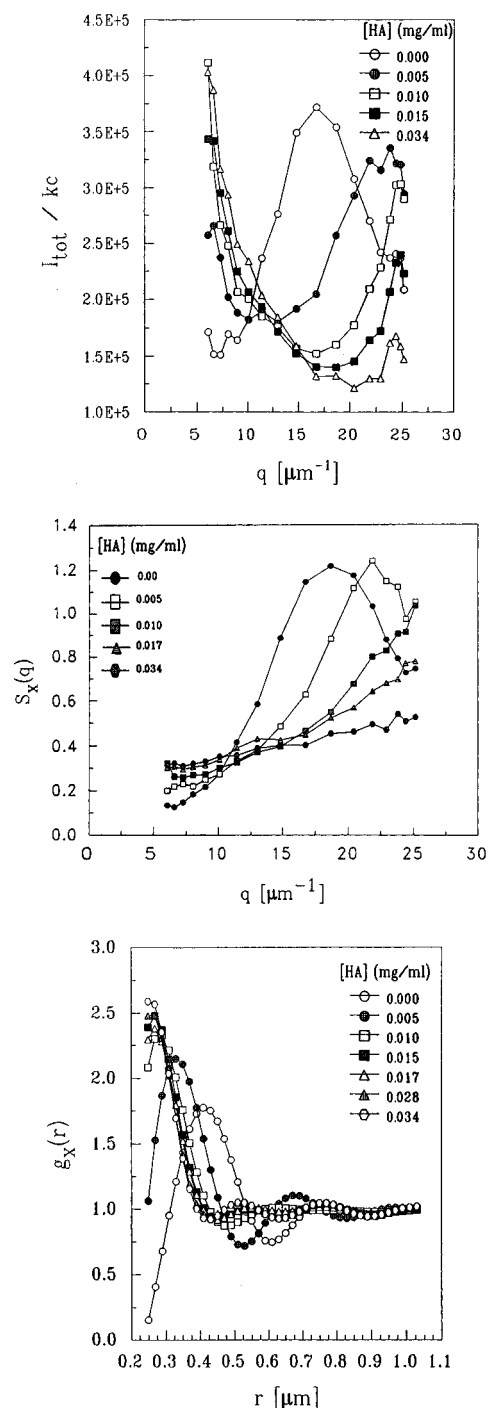 [HA] (mg/ml)
0.000
0.005
0.010
0.015
0.034
4.5E+5
4.0E+5
3.5E+5
3.0E+5
2.5E+5
2.0E+5
1.5E+5
1.0E+5
I_tot / kc
0 5 10 15 20 25 30
q [μm⁻¹]
[HA] (mg/ml)
0.00
0.005
0.010
0.017
0.034
1.4
1.2
1.0
0.8
0.6
0.4
0.2
0.0
S_X(q)
0 5 10 15 20 25 30
q [μm⁻¹]
[HA] (mg/ml)
0.000
0.005
0.010
0.015
0.017
0.028
0.034
3.0
2.5
2.0
1.5
1.0
0.5
0.0
g_X(r)
0.2 0.3 0.4 0.5 0.6 0.7 0.8 0.9 1.0 1.1
r [μm]